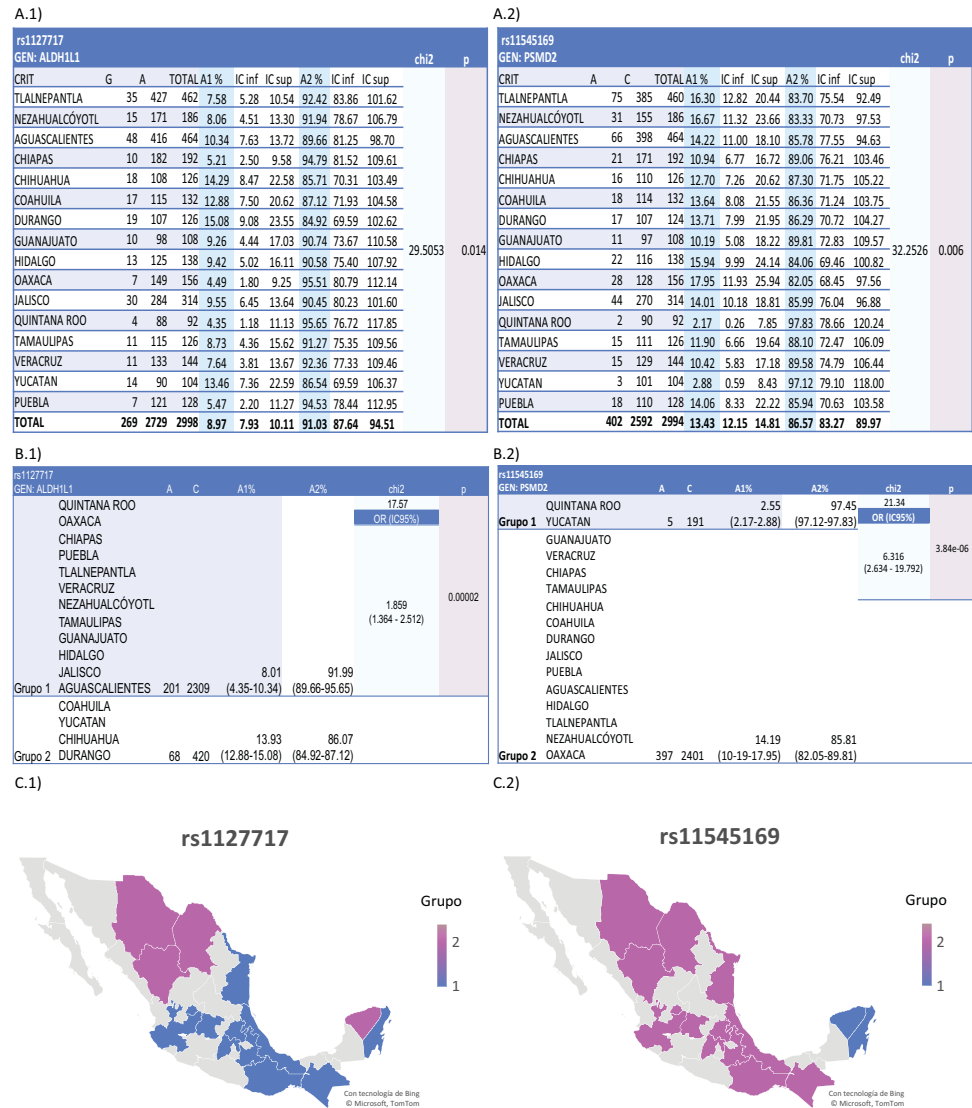 A.1)
rs1127717
GEN: ALDH1L1 chi2 p
CRIT G A TOTAL A1 % IC inf IC sup A2 % IC inf IC sup
TLALNEPANTLA 35 427 462 7.58 5.28 10.54 92.42 83.86 101.62
NEZAHUALCÓYOTL 15 171 186 8.06 4.51 13.30 91.94 78.67 106.79
AGUASCALIENTES 48 416 464 10.34 7.63 13.72 89.66 81.25 98.70
CHIAPAS 10 182 192 5.21 2.50 9.58 94.79 81.52 109.61
CHIHUAHUA 18 108 126 14.29 8.47 22.58 85.71 70.31 103.49
COAHUILA 17 115 132 12.88 7.50 20.62 87.12 71.93 104.58
DURANGO 19 107 126 15.08 9.08 23.55 84.92 69.59 102.62
GUANAJUATO 10 98 108 9.26 4.44 17.03 90.74 73.67 110.58
29.5053 0.014
HIDALGO 13 125 138 9.42 5.02 16.11 90.58 75.40 107.92
OAXACA 7 149 156 4.49 1.80 9.25 95.51 80.79 112.14
JALISCO 30 284 314 9.55 6.45 13.64 90.45 80.23 101.60
QUINTANA ROO 4 88 92 4.35 1.18 11.13 95.65 76.72 117.85
TAMAULIPAS 11 115 126 8.73 4.36 15.62 91.27 75.35 109.56
VERACRUZ 11 133 144 7.64 3.81 13.67 92.36 77.33 109.46
YUCATAN 14 90 104 13.46 7.36 22.59 86.54 69.59 106.37
PUEBLA 7 121 128 5.47 2.20 11.27 94.53 78.44 112.95
TOTAL 269 2729 2998 8.97 7.93 10.11 91.03 87.64 94.51
A.2)
rs11545169
GEN: PSMD2 chi2 p
CRIT A C TOTAL A1 % IC inf IC sup A2 % IC inf IC sup
TLALNEPANTLA 75 385 460 16.30 12.82 20.44 83.70 75.54 92.49
NEZAHUALCÓYOTL 31 155 186 16.67 11.32 23.66 83.33 70.73 97.53
AGUASCALIENTES 66 398 464 14.22 11.00 18.10 85.78 77.55 94.63
CHIAPAS 21 171 192 10.94 6.77 16.72 89.06 76.21 103.46
CHIHUAHUA 16 110 126 12.70 7.26 20.62 87.30 71.75 105.22
COAHUILA 18 114 132 13.64 8.08 21.55 86.36 71.24 103.75
DURANGO 17 107 124 13.71 7.99 21.95 86.29 70.72 104.27
GUANAJUATO 11 97 108 10.19 5.08 18.22 89.81 72.83 109.57
32.2526 0.006
HIDALGO 22 116 138 15.94 9.99 24.14 84.06 69.46 100.82
OAXACA 28 128 156 17.95 11.93 25.94 82.05 68.45 97.56
JALISCO 44 270 314 14.01 10.18 18.81 85.99 76.04 96.88
QUINTANA ROO 2 90 92 2.17 0.26 7.85 97.83 78.66 120.24
TAMAULIPAS 15 111 126 11.90 6.66 19.64 88.10 72.47 106.09
VERACRUZ 15 129 144 10.42 5.83 17.18 89.58 74.79 106.44
YUCATAN 3 101 104 2.88 0.59 8.43 97.12 79.10 118.00
PUEBLA 18 110 128 14.06 8.33 22.22 85.94 70.63 103.58
TOTAL 402 2592 2994 13.43 12.15 14.81 86.57 83.27 89.97
B.1)
rs1127717
GEN: ALDH1L1 A C A1% A2% chi2 p
QUINTANA ROO 17.57
OAXACA OR (IC95%)
CHIAPAS
PUEBLA
TLALNEPANTLA
VERACRUZ
0.00002
NEZAHUALCÓYOTL 1.859
TAMAULIPAS (1.364 - 2.512)
GUANAJUATO
HIDALGO
JALISCO 8.01 91.99
Grupo 1 AGUASCALIENTES 201 2309 (4.35-10.34) (89.66-95.65)
COAHUILA
YUCATAN
CHIHUAHUA 13.93 86.07
Grupo 2 DURANGO 68 420 (12.88-15.08) (84.92-87.12)
B.2)
rs11545169
GEN: PSMD2 A C A1% A2% chi2 p
QUINTANA ROO 2.55 97.45 21.34
Grupo 1 YUCATAN 5 191 (2.17-2.88) (97.12-97.83) OR (IC95%)
GUANAJUATO
3.84e-06
VERACRUZ 6.316
CHIAPAS (2.634 - 19.792)
TAMAULIPAS
CHIHUAHUA
COAHUILA
DURANGO
JALISCO
PUEBLA
AGUASCALIENTES
HIDALGO
TLALNEPANTLA
NEZAHUALCÓYOTL 14.19 85.81
Grupo 2 OAXACA 397 2401 (10-19-17.95) (82.05-89.81)
C.1)
rs1127717
Grupo
2
1
Con tecnología de Bing
© Microsoft, TomTom
C.2)
rs11545169
Grupo
2
1
Con tecnología de Bing
© Microsoft, TomTom